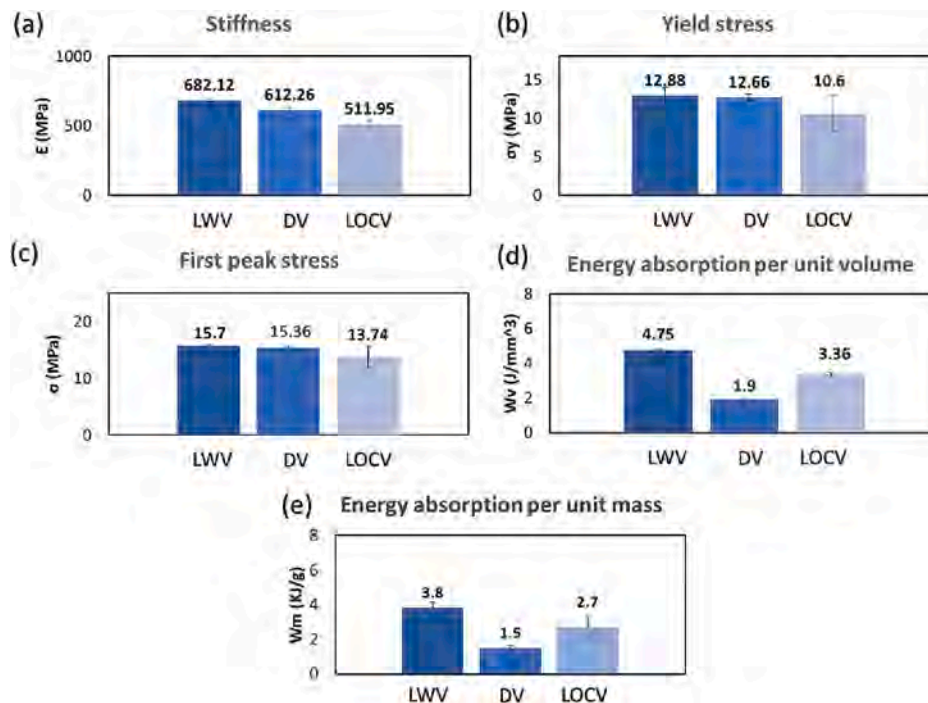 (a) Stiffness
1000
500
0
E (MPa)
682.12
612.26
511.95
LWV DV LOCV
(b) Yield stress
15
10
5
0
σy (MPa)
12.88
12.66
10.6
LWV DV LOCV
(c) First peak stress
20
10
0
σ (MPa)
15.7
15.36
13.74
LWV DV LOCV
(d) Energy absorption per unit volume
8
6
4
2
0
Wv (J/mm^3)
4.75
1.9
3.36
LWV DV LOCV
(e) Energy absorption per unit mass
8
6
4
2
0
Wm (KJ/g)
3.8
1.5
2.7
LWV DV LOCV